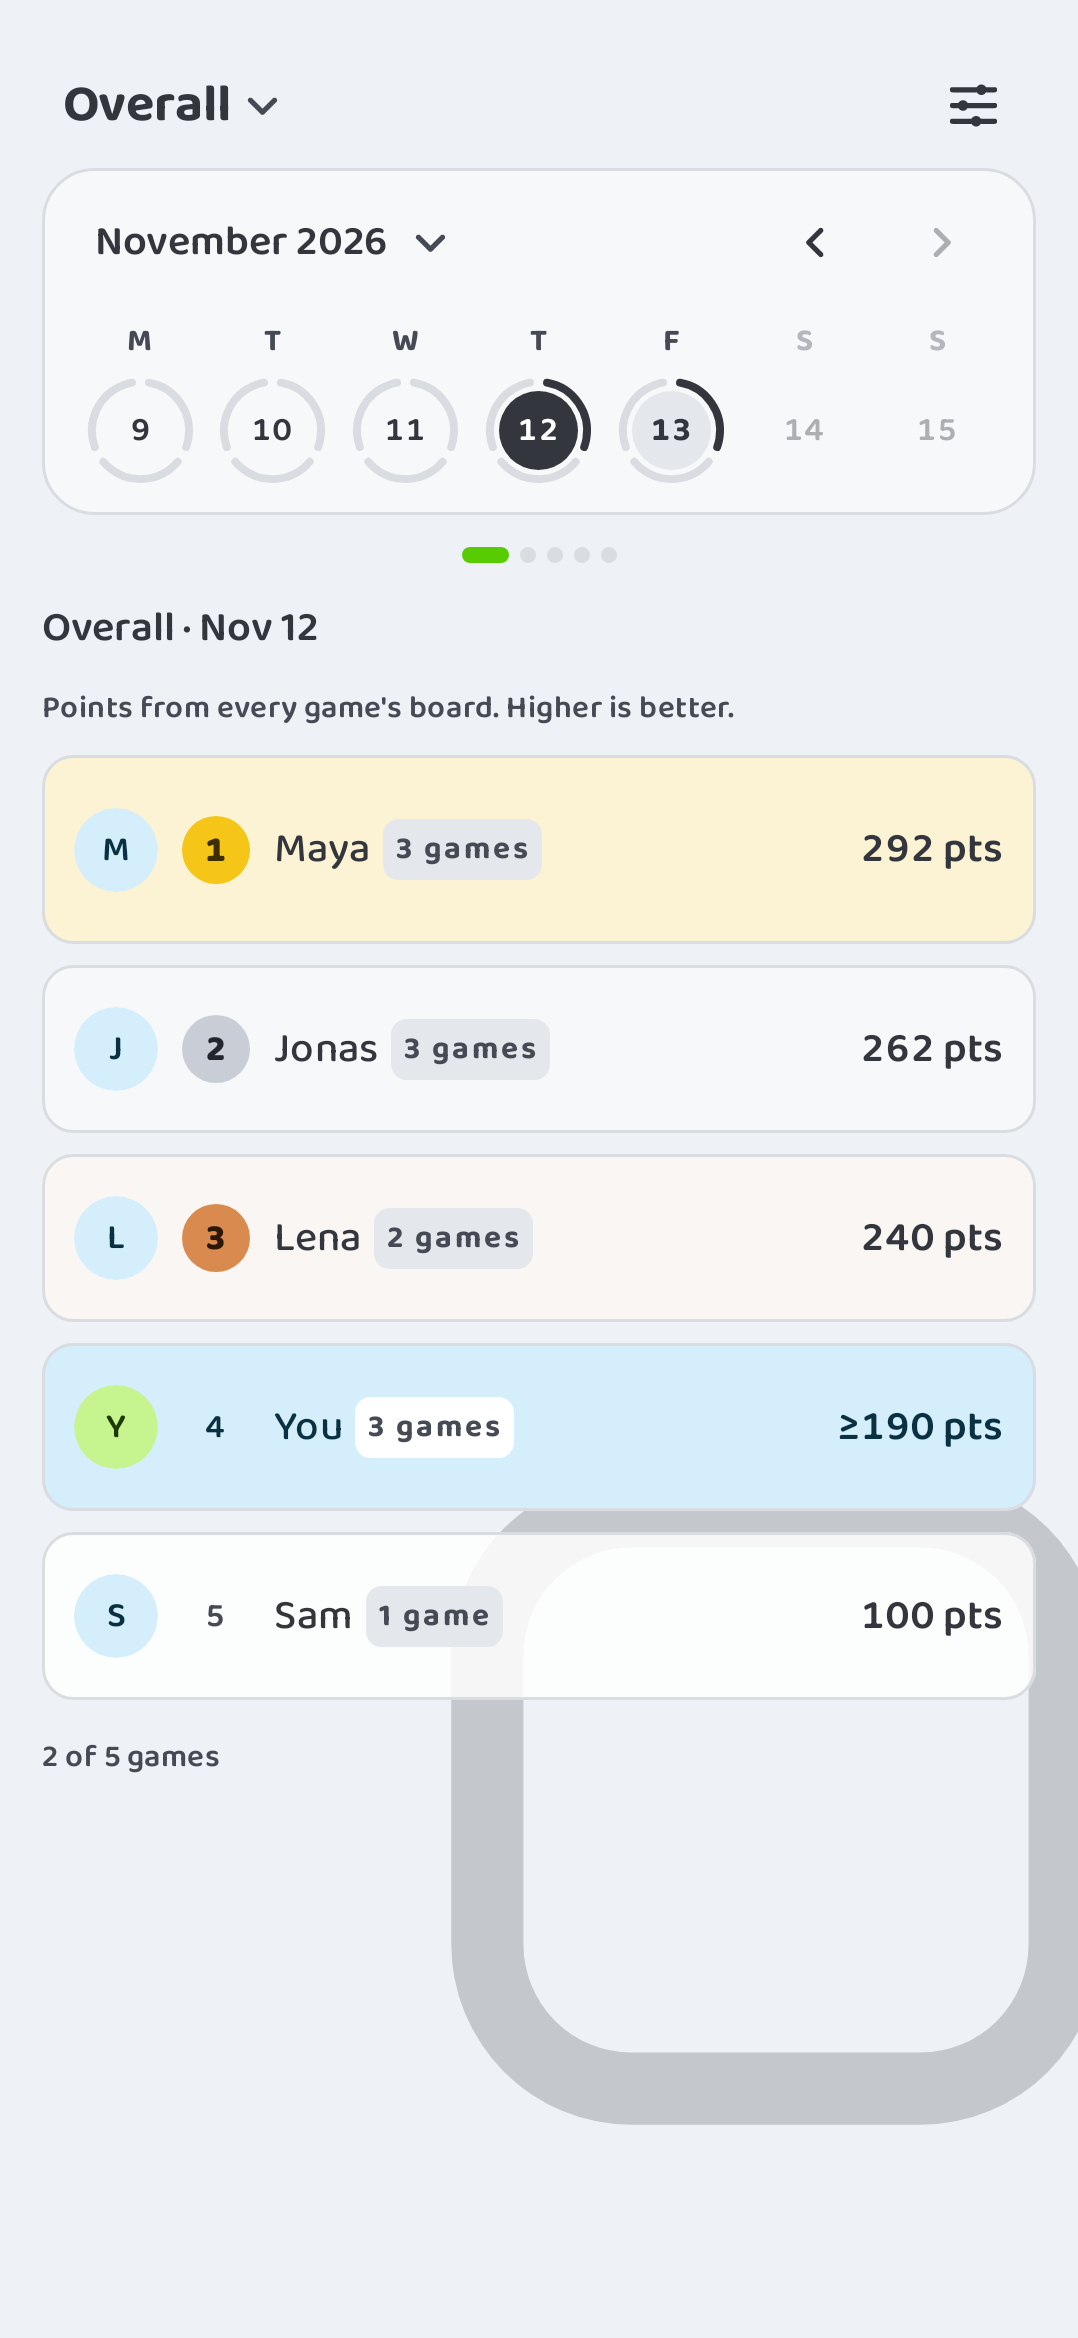 Overall
November 2026
M T W T F S S
9 10 11 12 13 14 15
Overall · Nov 12
Points from every game's board. Higher is better.
M 1 Maya 3 games 292 pts
J 2 Jonas 3 games 262 pts
L 3 Lena 2 games 240 pts
Y 4 You 3 games ≥190 pts
S 5 Sam 1 game 100 pts
2 of 5 games